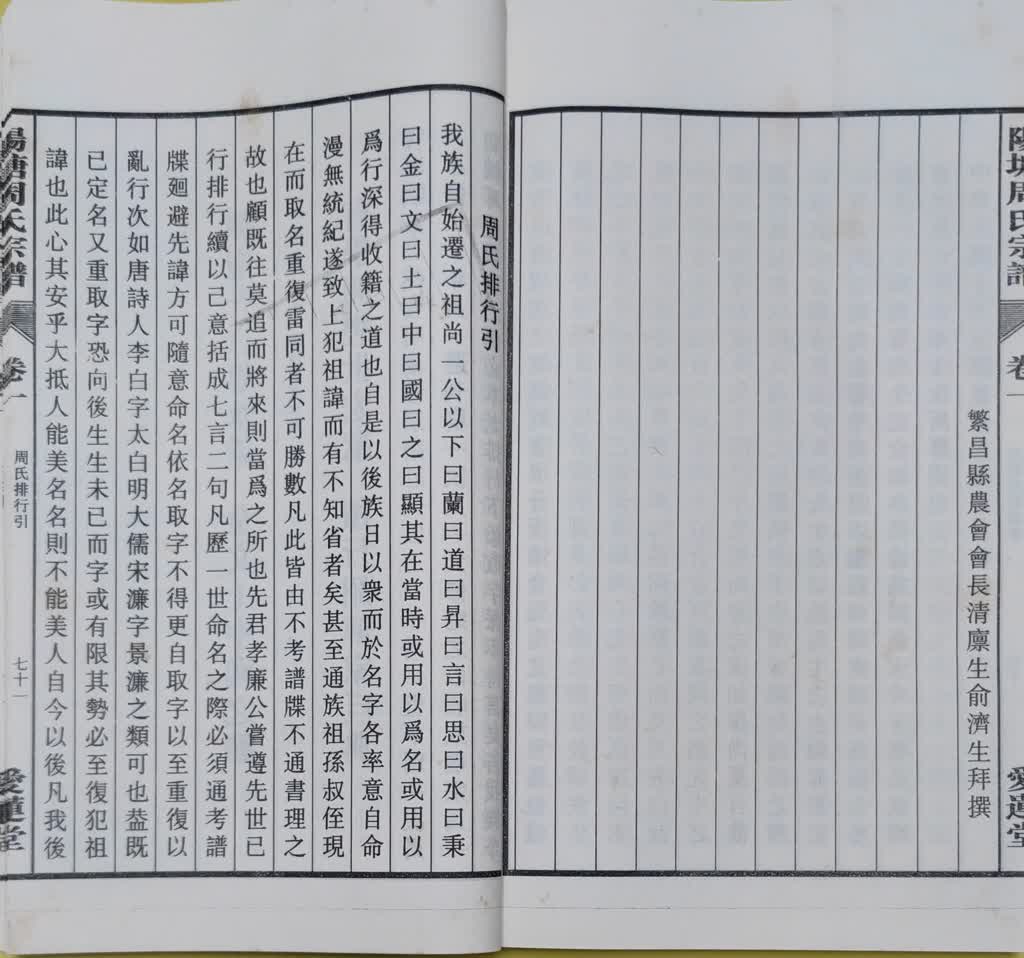 陽塘周氏宗譜
卷一
愛蓮堂
繁昌縣農會會長清廩生俞濟生拜撰
周氏排行引
我族自始遷之祖尚一公以下曰蘭曰道曰昇曰言曰思曰水曰秉
曰金曰文曰土曰中曰國曰之曰顯其在當時或用以爲名或用以
爲行深得收籍之道也自是以後族日以衆而於名字各率意自命
漫無統紀遂致上犯祖諱而有不知省者矣甚至通族祖孫叔侄現
在而取名重復雷同者不可勝數凡此皆由不考譜牒不通書理之
故也顧既往莫追而將來則當爲之所也先君孝廉公嘗遵先世已
行排行續以己意括成七言二句凡歷一世命名之際必須通考譜
牒廻避先諱方可隨意命名依名取字不得更自取字以至重復以
亂行次如唐詩人李白字太白明大儒宋濂字景濂之類可也葢既
已定名又重取字恐向後生生未已而字或有限其勢必至復犯祖
諱也此心其安乎大抵人能美名名則不能美人自今以後凡我後
陽塘周氏宗譜
卷一
周氏排行引
七十一
愛蓮堂